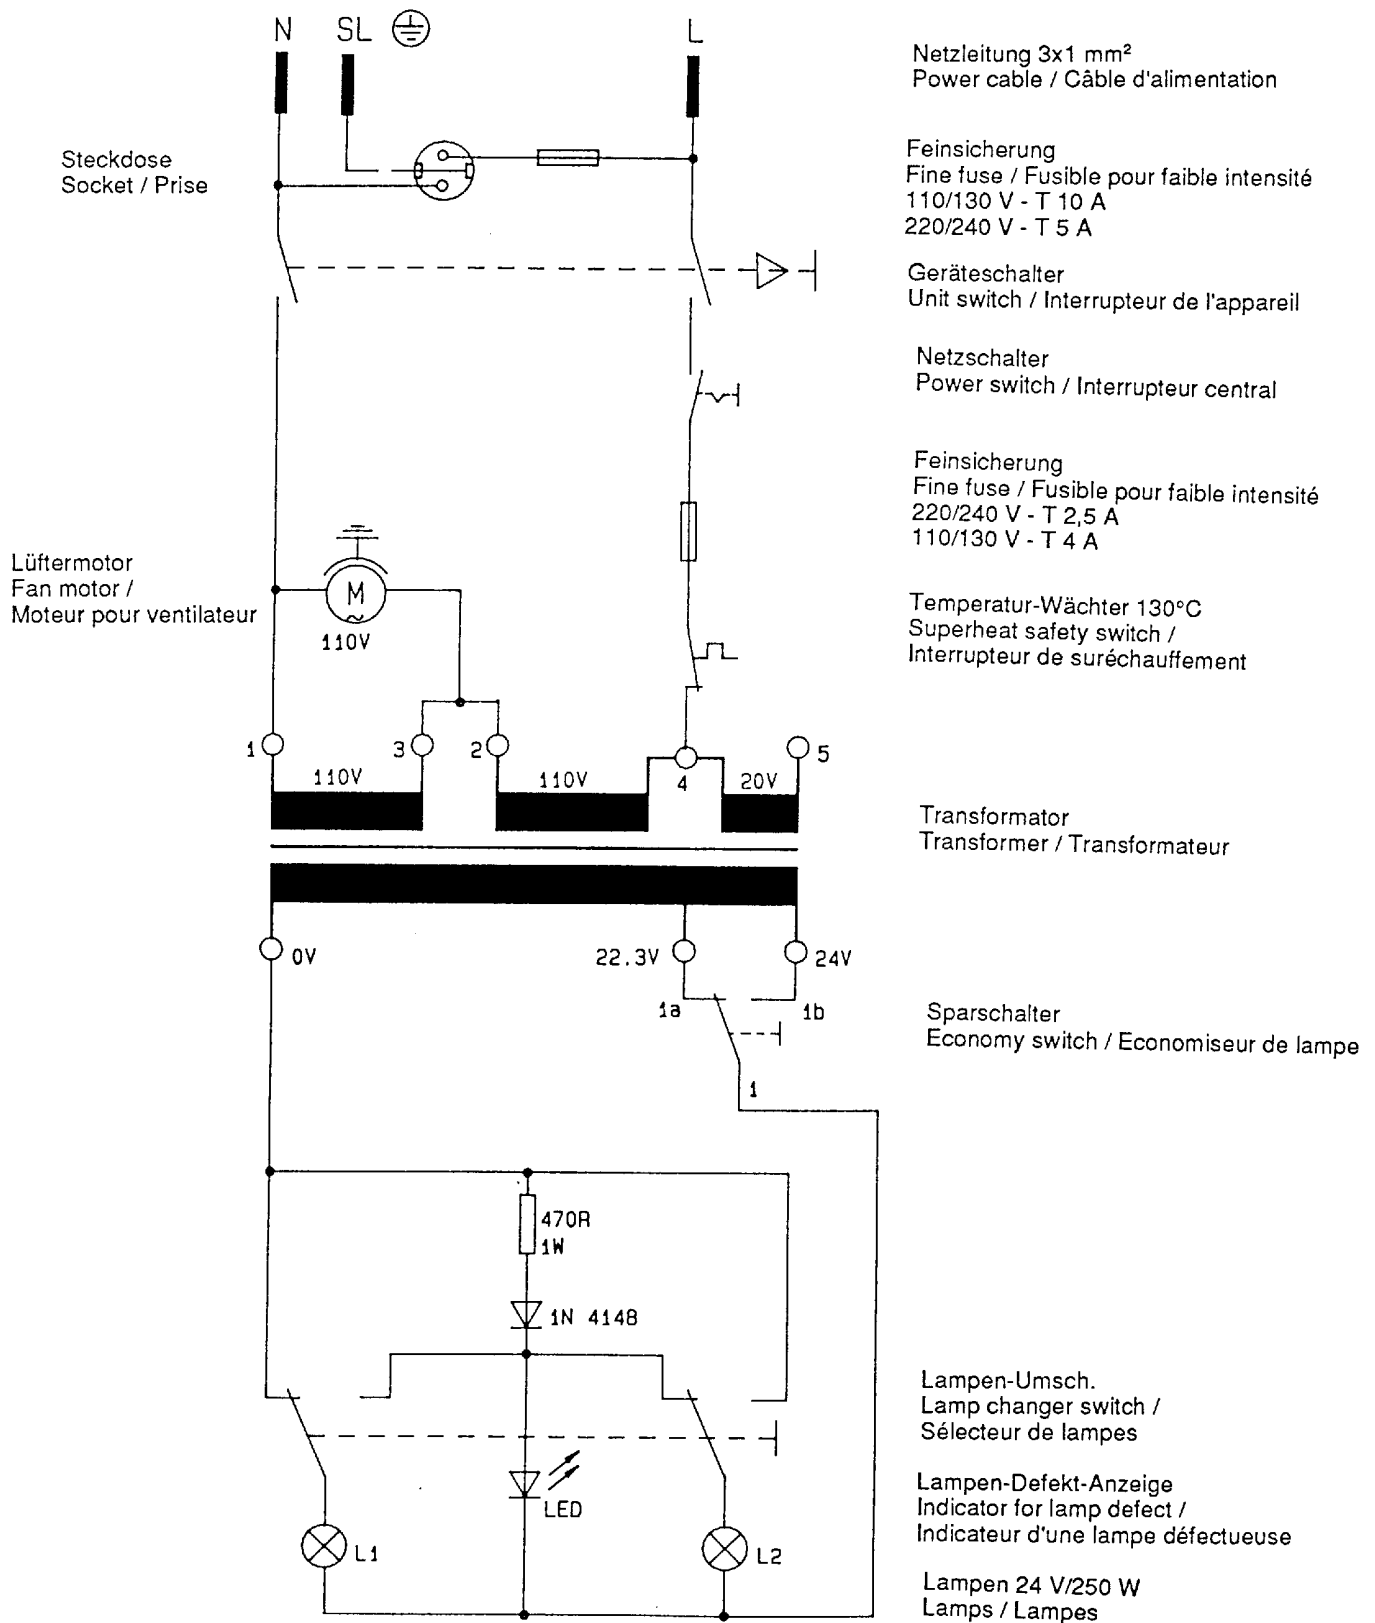 N SL L
Netzleitung 3x1 mm²
Power cable / Câble d'alimentation
Steckdose
Socket / Prise
Feinsicherung
Fine fuse / Fusible pour faible intensité
110/130 V - T 10 A
220/240 V - T 5 A
Geräteschalter
Unit switch / Interrupteur de l'appareil
Netzschalter
Power switch / Interrupteur central
Feinsicherung
Fine fuse / Fusible pour faible intensité
220/240 V - T 2,5 A
110/130 V - T 4 A
Lüftermotor
Fan motor /
Moteur pour ventilateur
M
110V
Temperatur-Wächter 130°C
Superheat safety switch /
Interrupteur de suréchauffement
1 3 2 4 5
110V 110V 20V
Transformator
Transformer / Transformateur
0V 22.3V 24V
1a 1b
1
Sparschalter
Economy switch / Economiseur de lampe
470R
1W
1N 4148
Lampen-Umsch.
Lamp changer switch /
Sélecteur de lampes
LED
Lampen-Defekt-Anzeige
Indicator for lamp defect /
Indicateur d'une lampe défectueuse
L1 L2
Lampen 24 V/250 W
Lamps / Lampes